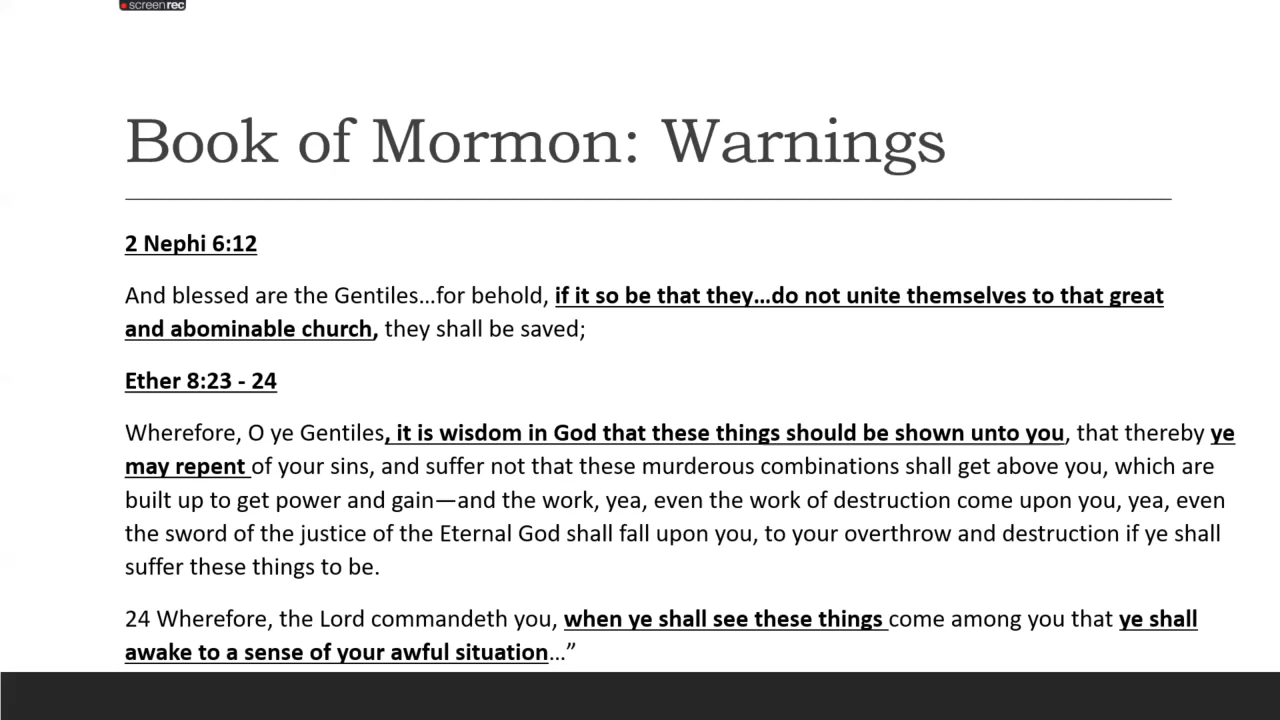 screenrec
Book of Mormon: Warnings
2 Nephi 6:12
And blessed are the Gentiles…for behold, if it so be that they…do not unite themselves to that great
and abominable church, they shall be saved;
Ether 8:23 - 24
Wherefore, O ye Gentiles, it is wisdom in God that these things should be shown unto you, that thereby ye
may repent of your sins, and suffer not that these murderous combinations shall get above you, which are
built up to get power and gain—and the work, yea, even the work of destruction come upon you, yea, even
the sword of the justice of the Eternal God shall fall upon you, to your overthrow and destruction if ye shall
suffer these things to be.
24 Wherefore, the Lord commandeth you, when ye shall see these things come among you that ye shall
awake to a sense of your awful situation…”